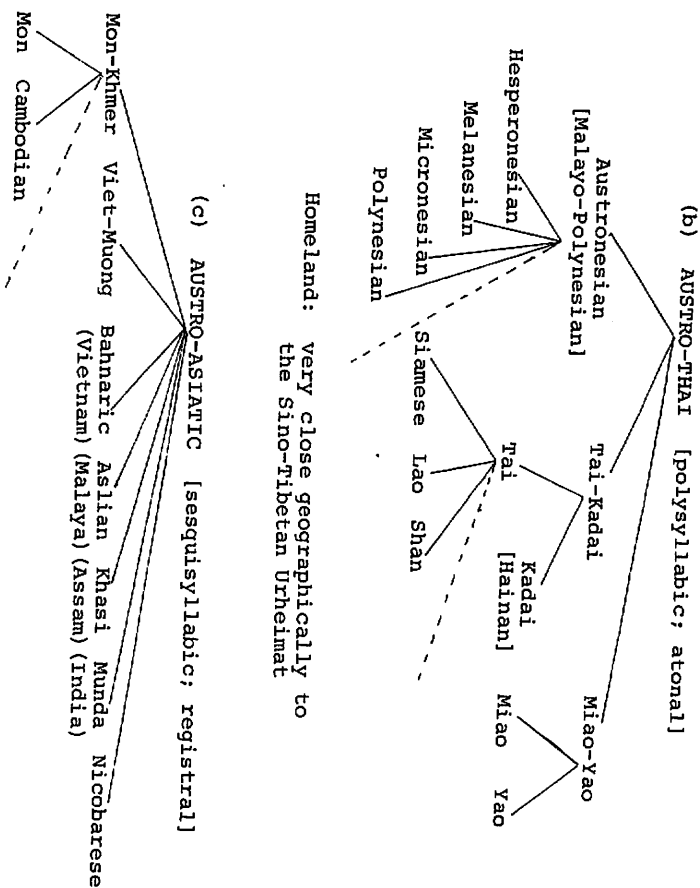 (b) AUSTRO-THAI [polysyllabic; atonal]
Austronesian Tai-Kadai Miao-Yao
[Malayo-Polynesian]
Hesperonesian
Melanesian
Micronesian
Polynesian
Tai Kadai
[Hainan]
Miao Yao
Siamese Lao Shan
Homeland: very close geographically to
the Sino-Tibetan Urheimat
(c) AUSTRO-ASIATIC [sesquisyllabic; registral]
Mon-Khmer Viet-Muong Bahnaric Aslian Khasi Munda Nicobarese
(Vietnam) (Malaya) (Assam) (India)
Mon Cambodian